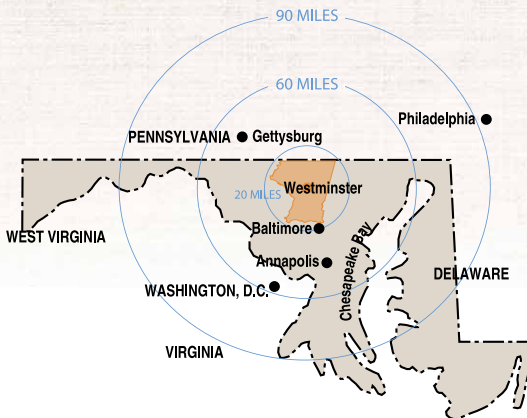 90 MILES
60 MILES
Philadelphia
PENNSYLVANIA
Gettysburg
20 MILES
Westminster
Baltimore
WEST VIRGINIA
Annapolis
Chesapeake Bay
DELAWARE
WASHINGTON, D.C.
VIRGINIA